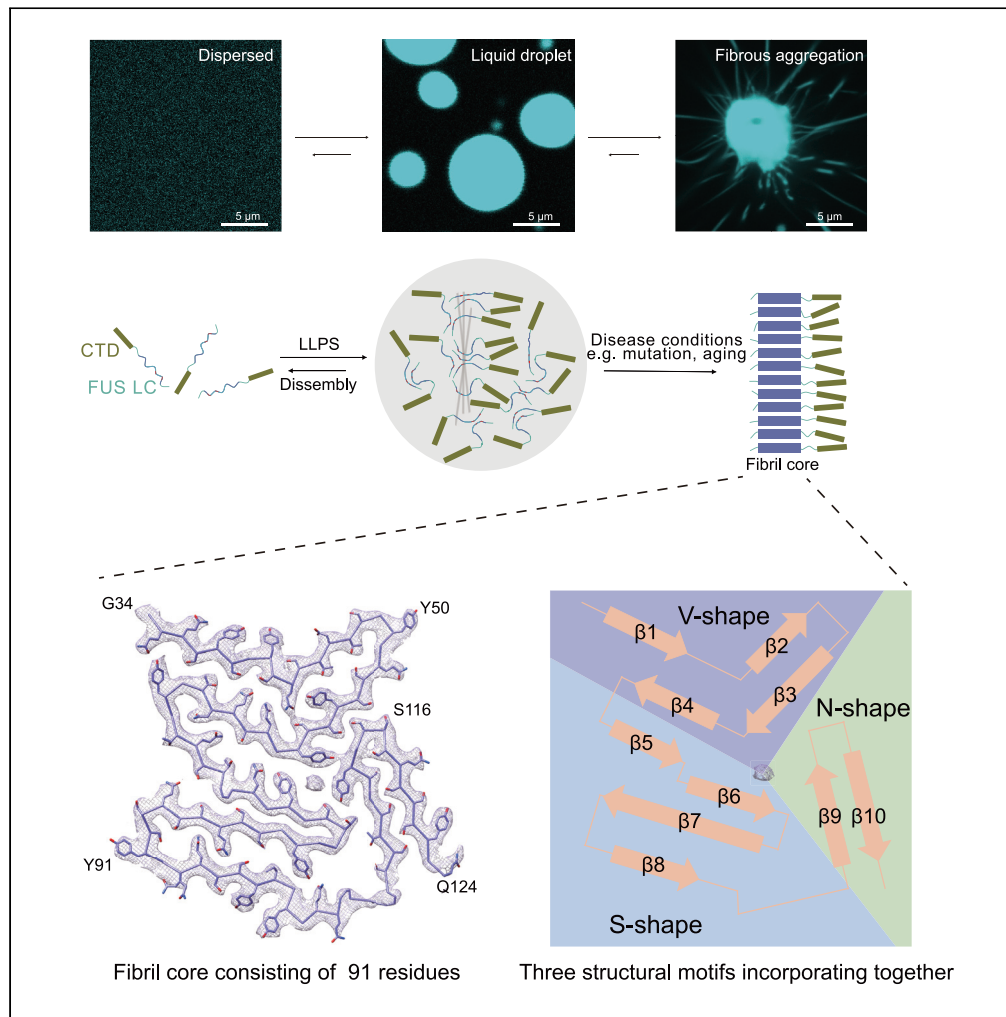 Dispersed
Liquid droplet
Fibrous aggregation
5 µm
5 µm
5 µm
CTD
FUS LC
LLPS
Dissembly
Disease conditions
e.g. mutation, aging
Fibril core
G34
Y50
S116
Y91
Q124
V-shape
β1
β2
β3
β4
N-shape
β5
β6
β7
β8
β9
β10
S-shape
Fibril core consisting of 91 residues
Three structural motifs incorporating together